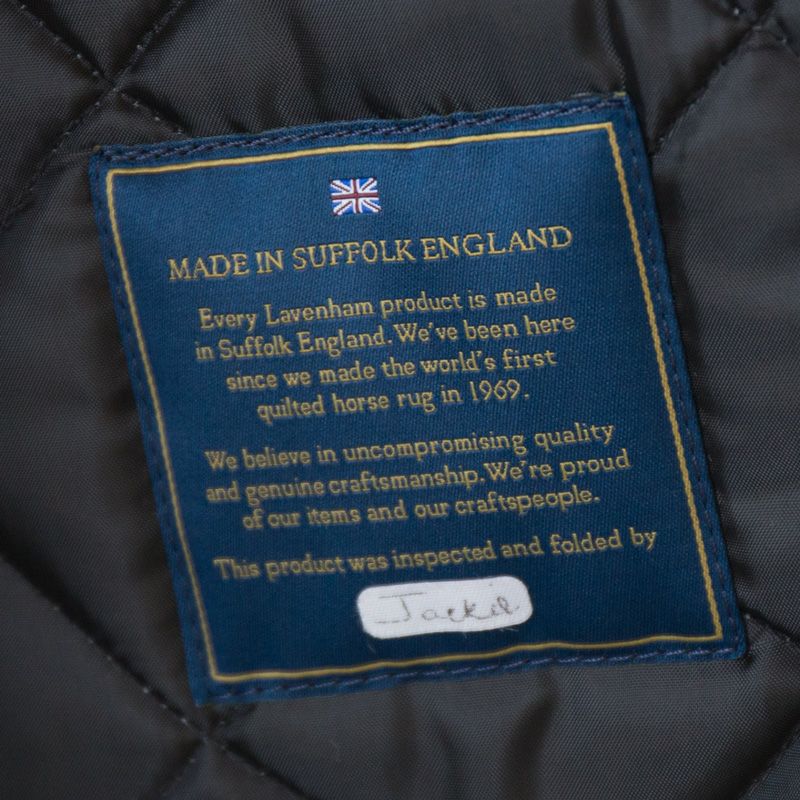 MADE IN SUFFOLK ENGLAND
Every Lavenham product is made
in Suffolk England. We've been here
since we made the world's first
quilted horse rug in 1969.
We believe in uncompromising quality
and genuine craftsmanship. We're proud
of our items and our craftspeople.
This product was inspected and folded by
Jackie